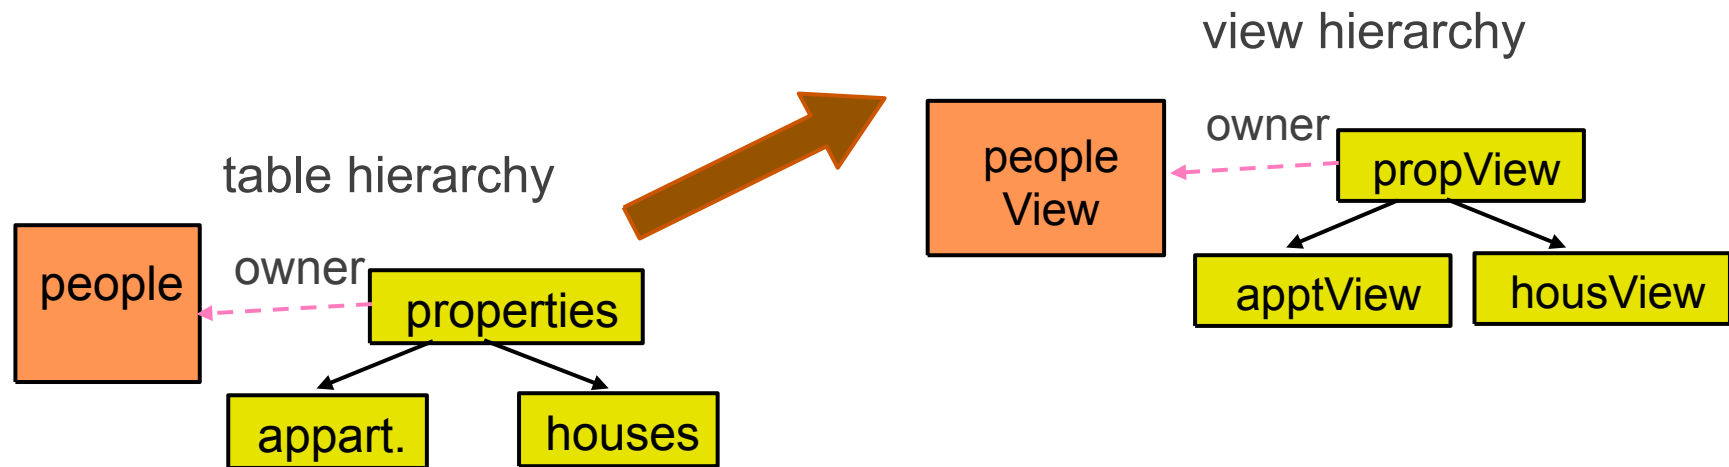 table hierarchy
people
owner
properties
appart.
houses
view hierarchy
people
View
owner
propView
apptView
housView